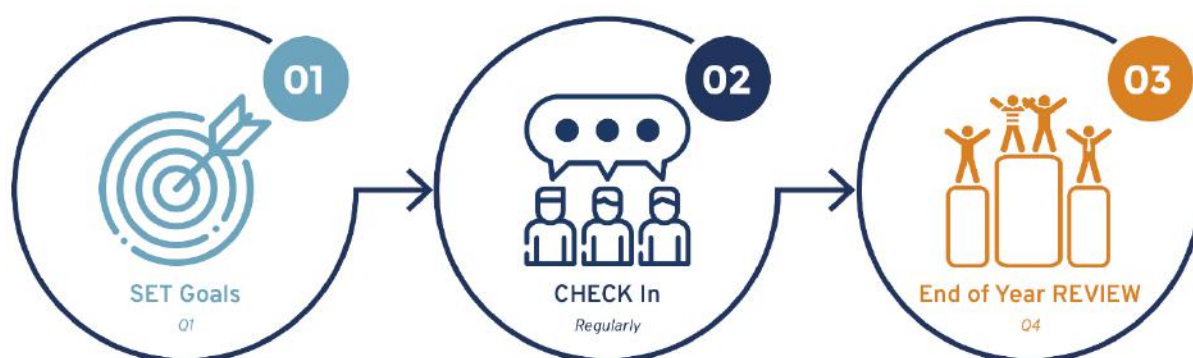 01
SET Goals
Q1
02
CHECK In
Regularly
03
End of Year REVIEW
Q4